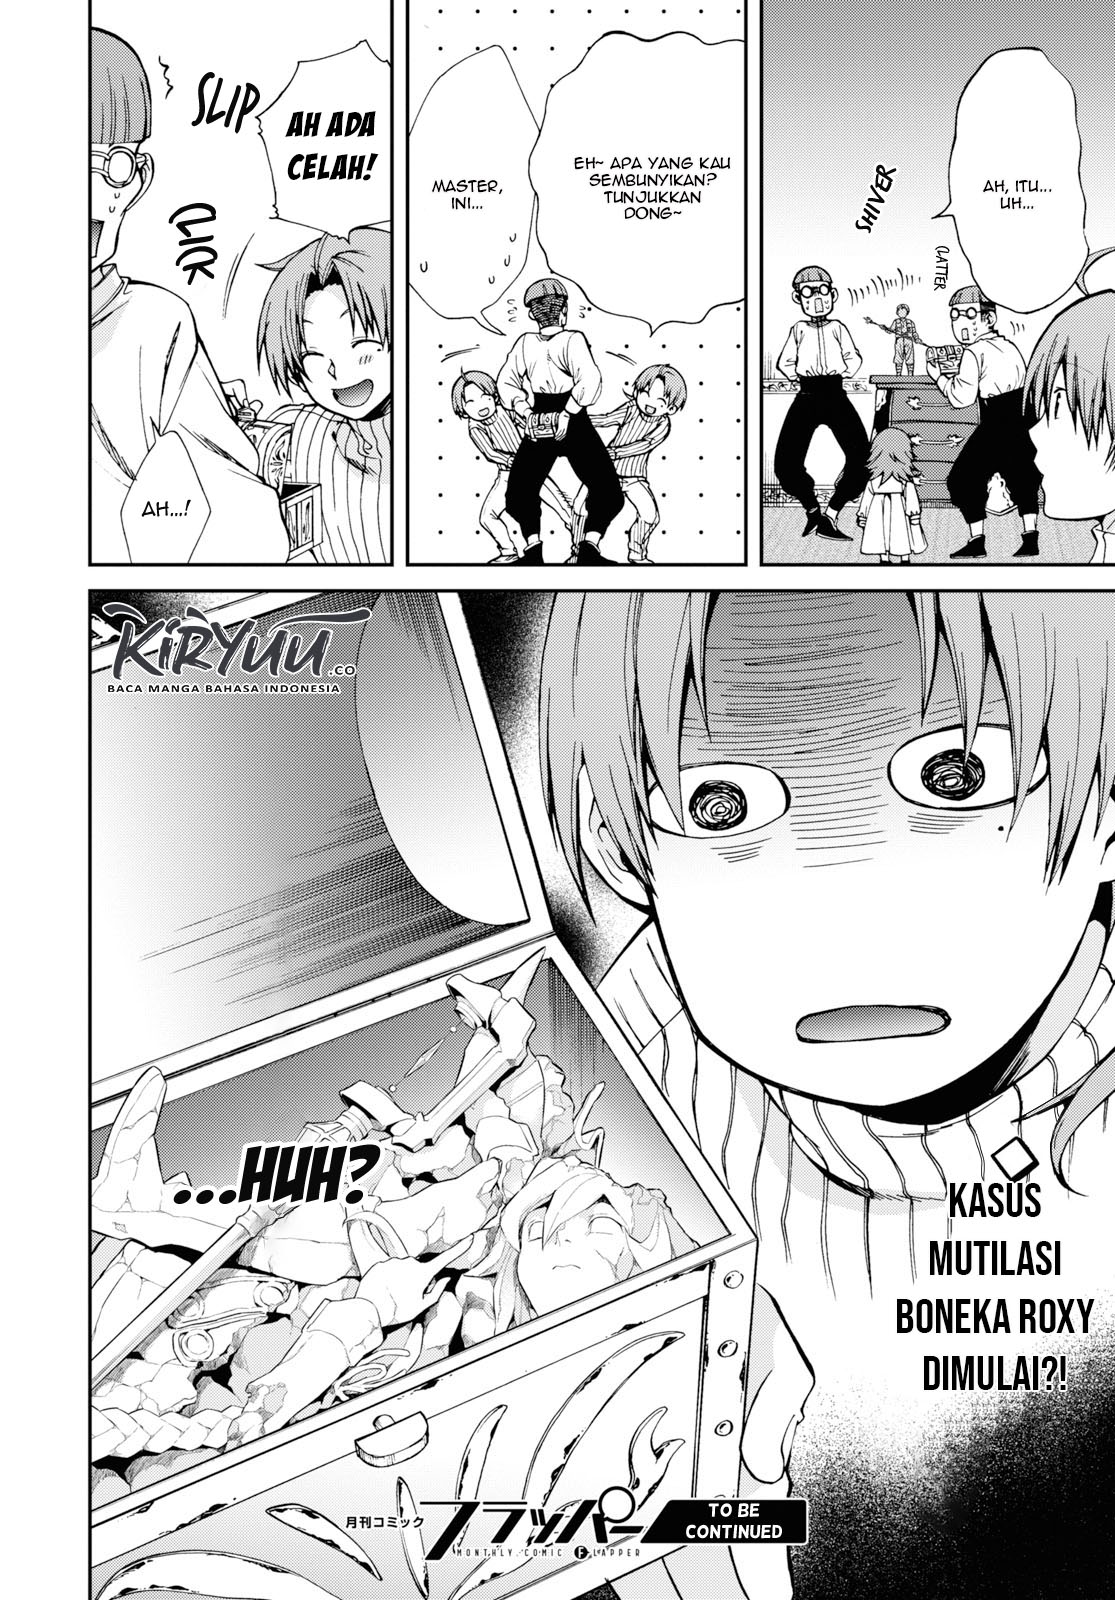 AH, ITU...
UH...
SHIVER
CLATTER
EH~ APA YANG KAU
SEMBUNYIKAN?
TUNJUKKAN
DONG~
MASTER,
INI...
AH ADA
CELAH!
SLIP
CLICK
AH...!
KIRYUU.CO
BACA MANGA BAHASA INDONESIA
...HUH?
KASUS
MUTILASI
BONEKA ROXY
DIMULAI?!
月刊コミック
フラッパー
MONTHLY COMIC FLAPPER
TO BE
CONTINUED